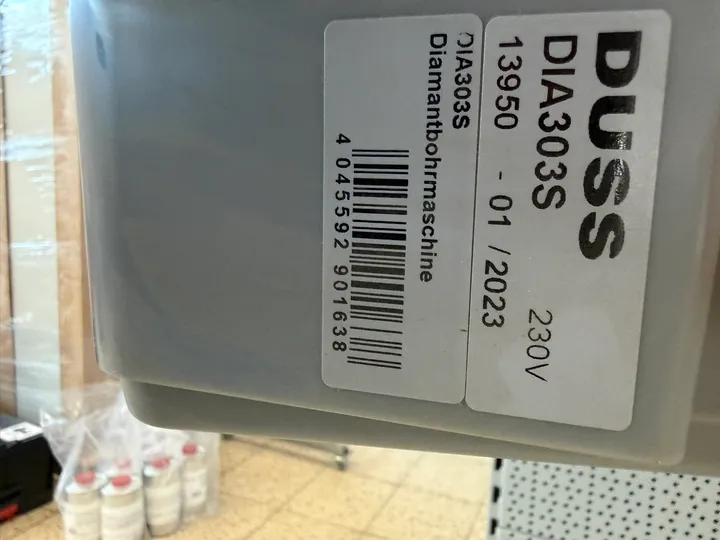 DUSS
DIA303S 230V
13950 - 01 /2023
DIA303S
Diamantbohrmaschine
4 045592 901638